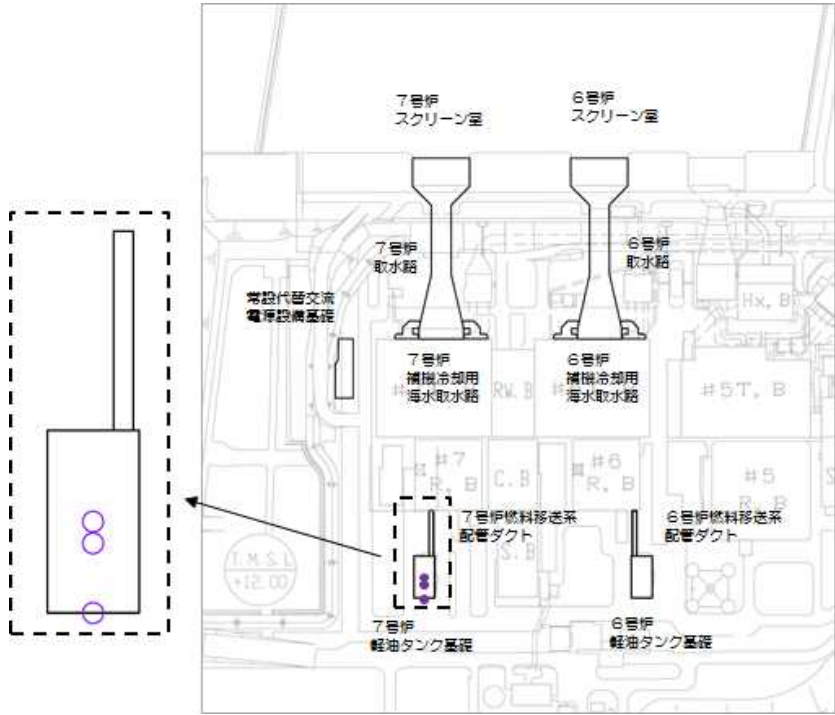 7号炉
スクリーン室
6号炉
スクリーン室
7号炉
取水路
6号炉
取水路
常設代替交流
電源設備基礎
Hx. B
7号炉
補機冷却用
海水取水路
6号炉
補機冷却用
海水取水路
RW. B
#5T. B
#7
R. B
C. B
#6
R. B
#5
R. B
7号炉燃料移送系
配管ダクト
6号炉燃料移送系
配管ダクト
S. B
T. M. S. L
+12.00
7号炉
軽油タンク基礎
6号炉
軽油タンク基礎